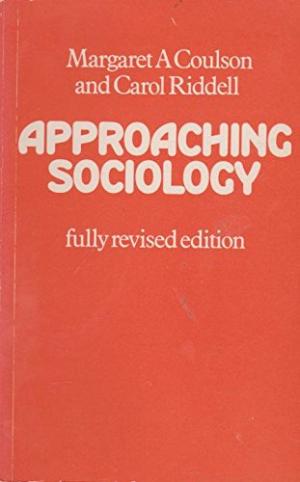 Margaret A Coulson
and Carol Riddell
APPROACHING
SOCIOLOGY
fully revised edition